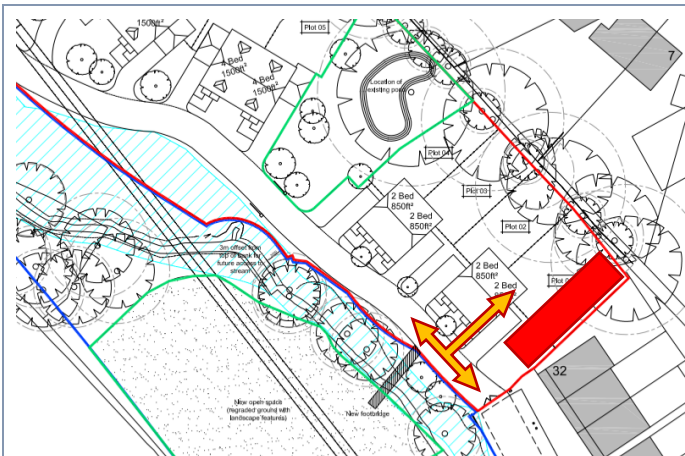 Plot 05
7
4 Bed
1500ft²
4 Bed
1500ft²
1500ft²
Location of
existing pond
Plot 04
Plot 03
2 Bed
850ft²
2 Bed
850ft²
Plot 02
3m offset from
top of bank for
future access to
stream
2 Bed
850ft²
2 Bed
Plot
32
New open space
(regraded ground with
landscape features)
New footbridge